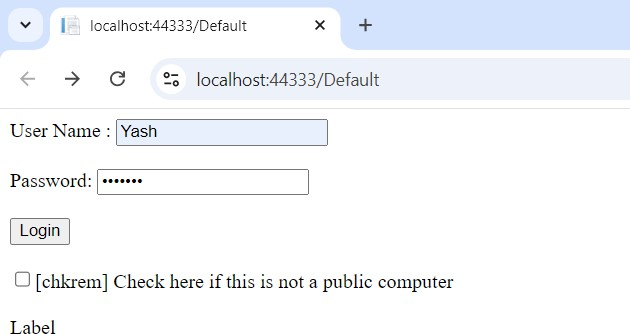 localhost:44333/Default
localhost:44333/Default
User Name : Yash
Password: •••••••
Login
[chkrem] Check here if this is not a public computer
Label